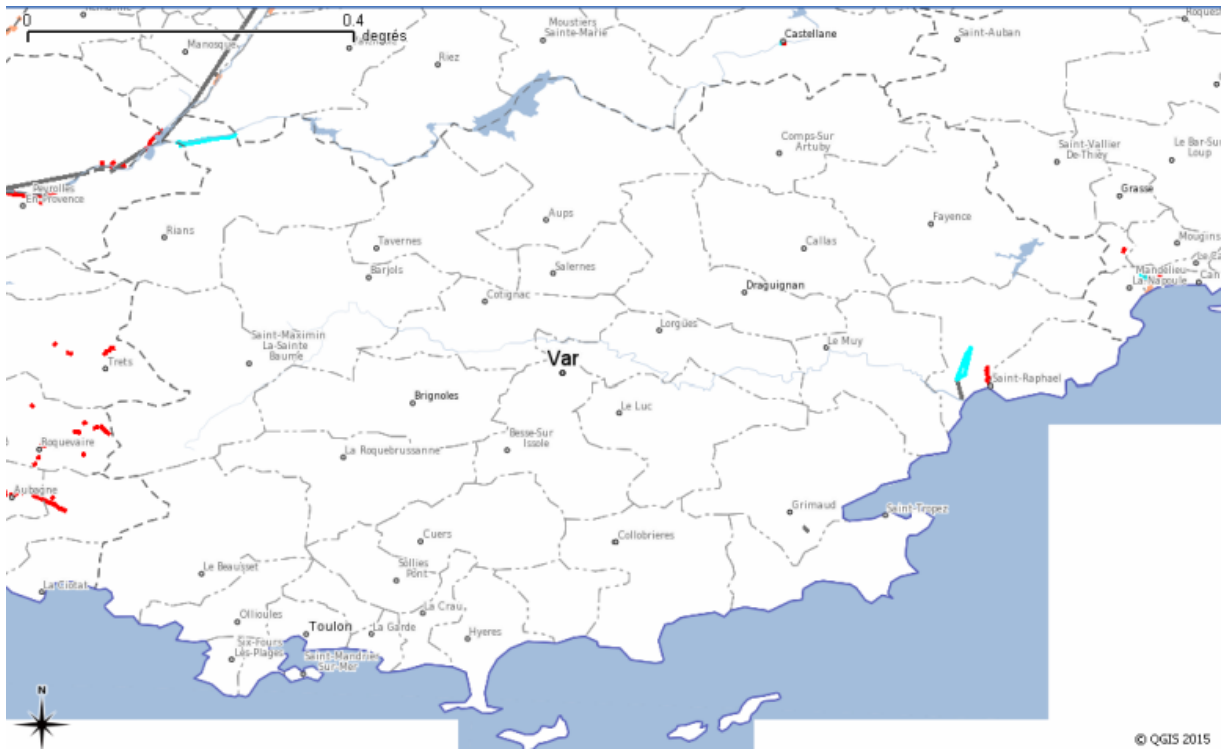 0
0.4
degrés
Moustiers
Sainte-Marie
Castellane
Saint-Auban
Manosque
Riez
Comps-Sur
Artuby
Saint-Vallier
De-Thiey
Le Bar-Sur
Loup
Peyrolles
En-Provence
Grasse
Rians
Aups
Fayence
Tavernes
Callas
Mougins
Barjols
Salernes
Mandelieu
La-Napoule
Draguignan
Cotignac
Saint-Maximin
La-Sainte
Baume
Lorgues
Le Muy
Trets
Var
Saint-Raphael
Brignoles
Le Luc
Roquevaire
La Roquebrussanne
Besse-Sur
Issole
Aubagne
Grimaud
Saint-Tropez
Cuers
Collobrieres
Le Beausset
Sollies
Pont
La Ciotat
Ollioules
La Crau
Toulon
La Garde
Hyeres
Six-Fours
Les-Plages
Saint-Mandrier
Sur-Mer
N
© QGIS 2015